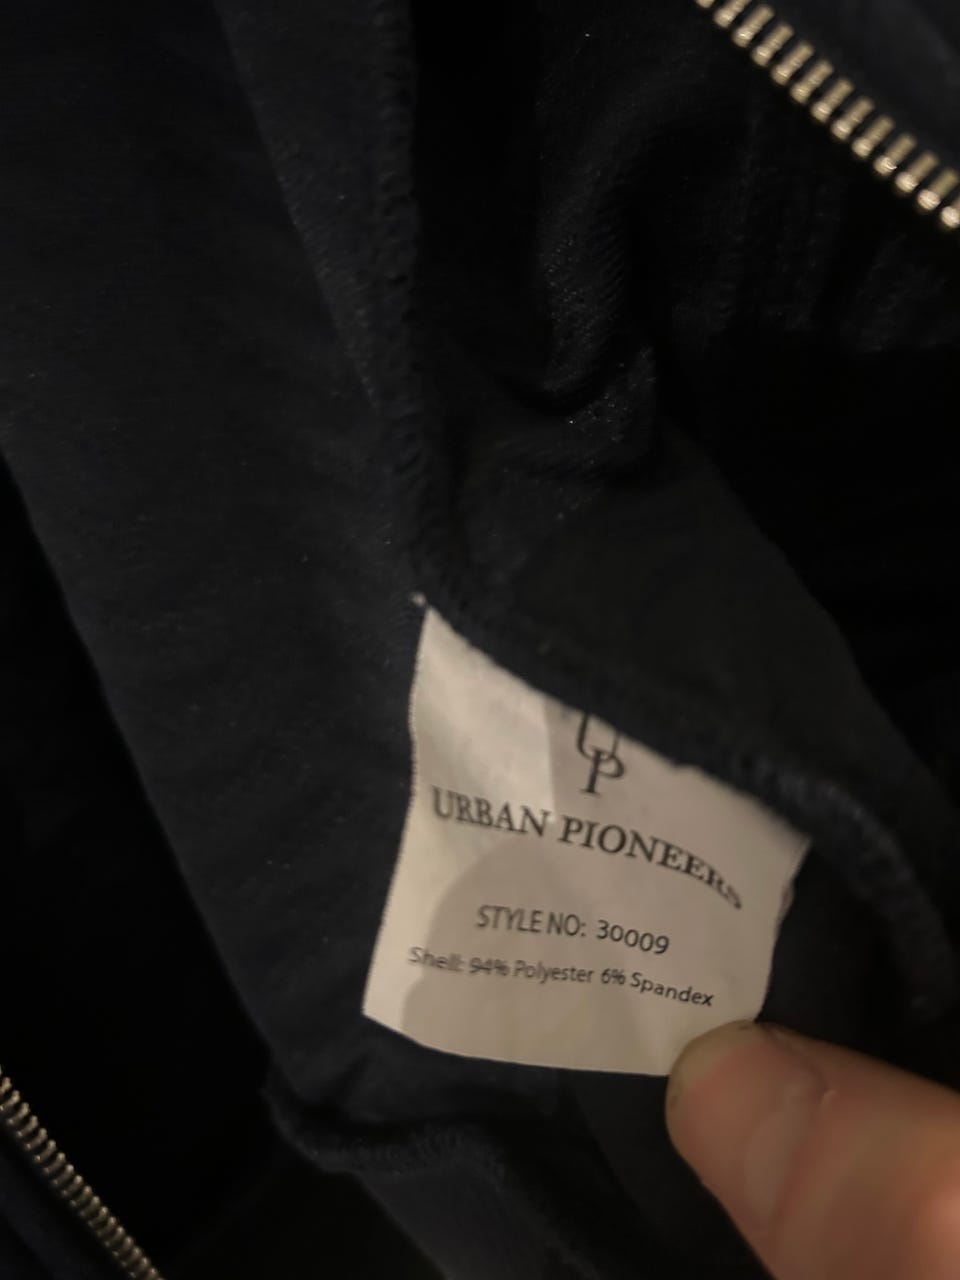 UP
URBAN PIONEERS
STYLE NO: 30009
Shell: 94% Polyester 6% Spandex